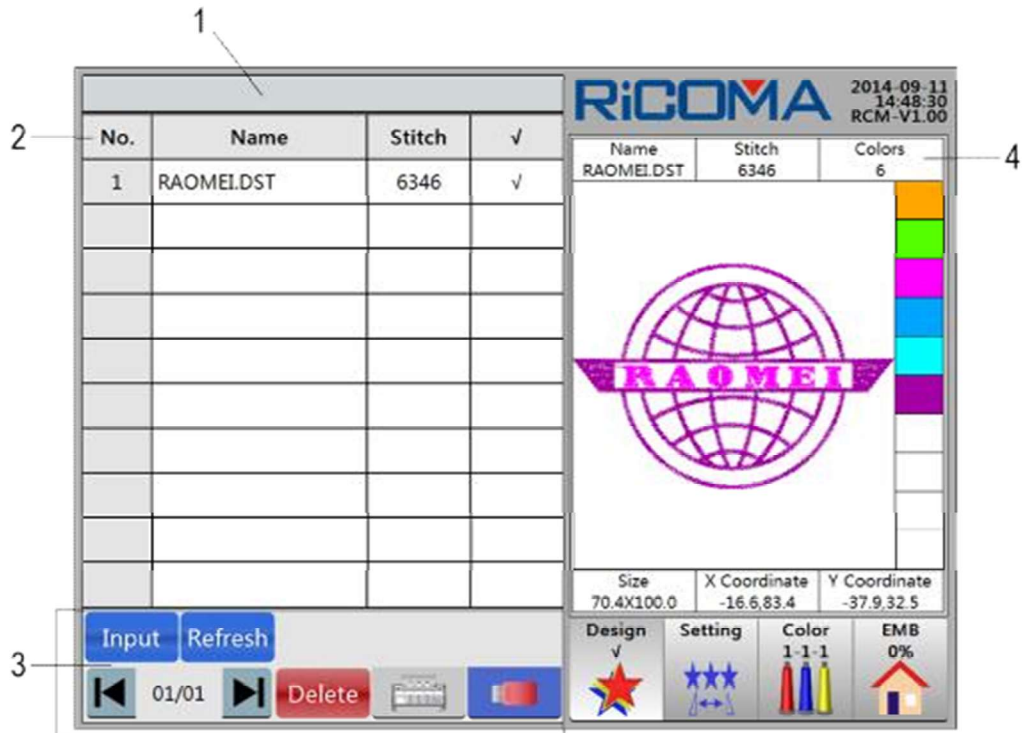 1
2
3
4
No. Name Stitch √
1 RAOMEI.DST 6346 √
Input Refresh
01/01 Delete
RiCOMA
2014-09-11
14:48:30
RCM-V1.00
Name Stitch Colors
RAOMEI.DST 6346 6
RAOMEI
Size X Coordinate Y Coordinate
70.4X100.0 -16.6,83.4 -37.9,32.5
Design Setting Color EMB
√ 1-1-1 0%